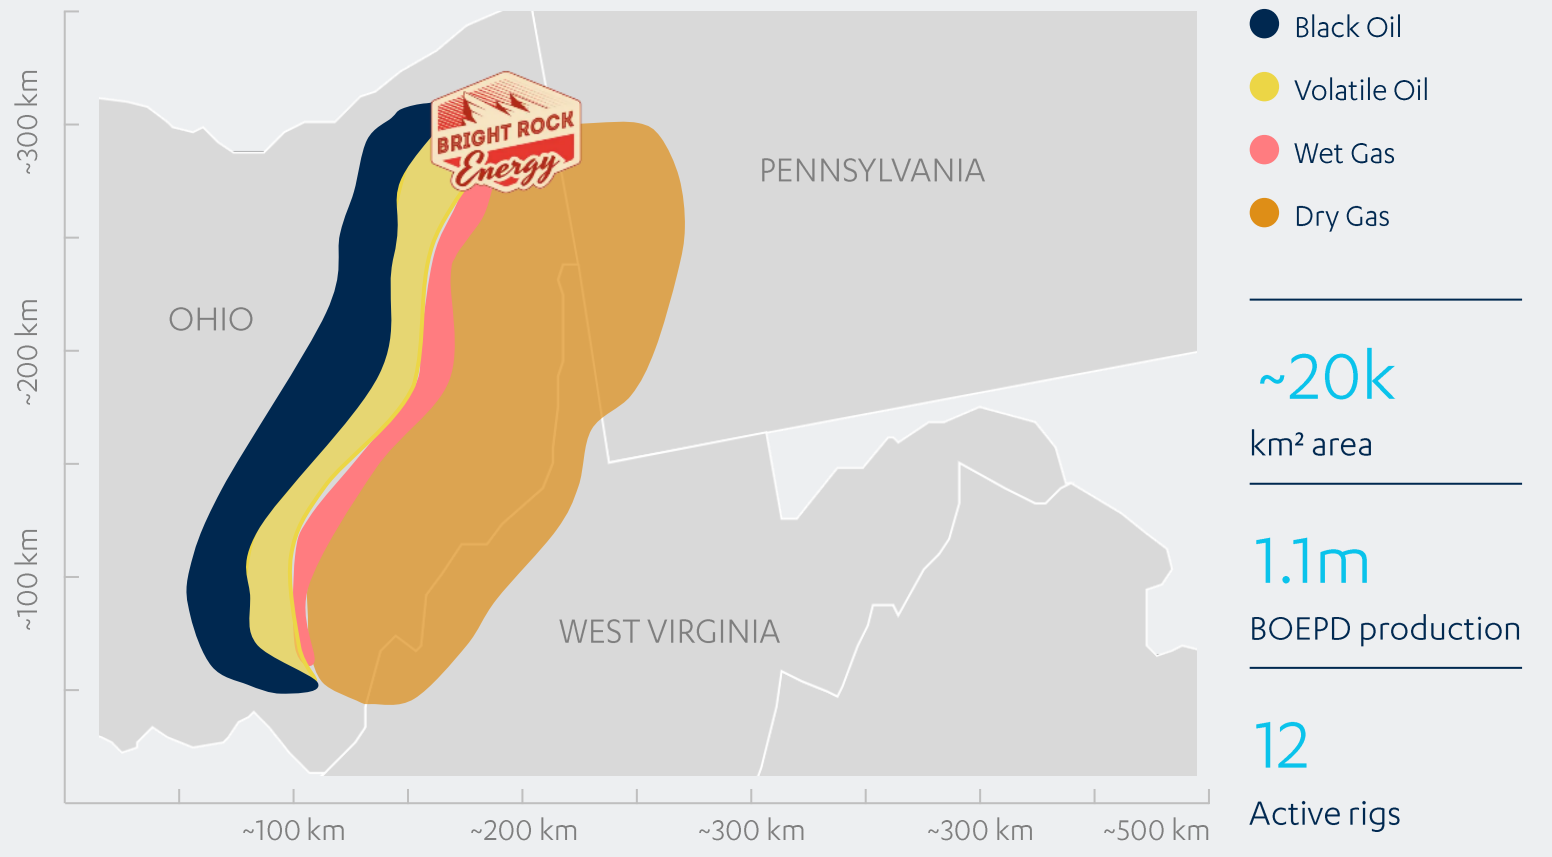 ~300 km
~200 km
~100 km
BRIGHT ROCK
Energy
PENNSYLVANIA
OHIO
WEST VIRGINIA
~100 km
~200 km
~300 km
~300 km
~500 km
Black Oil
Volatile Oil
Wet Gas
Dry Gas
~20k
km² area
1.1m
BOEPD production
12
Active rigs